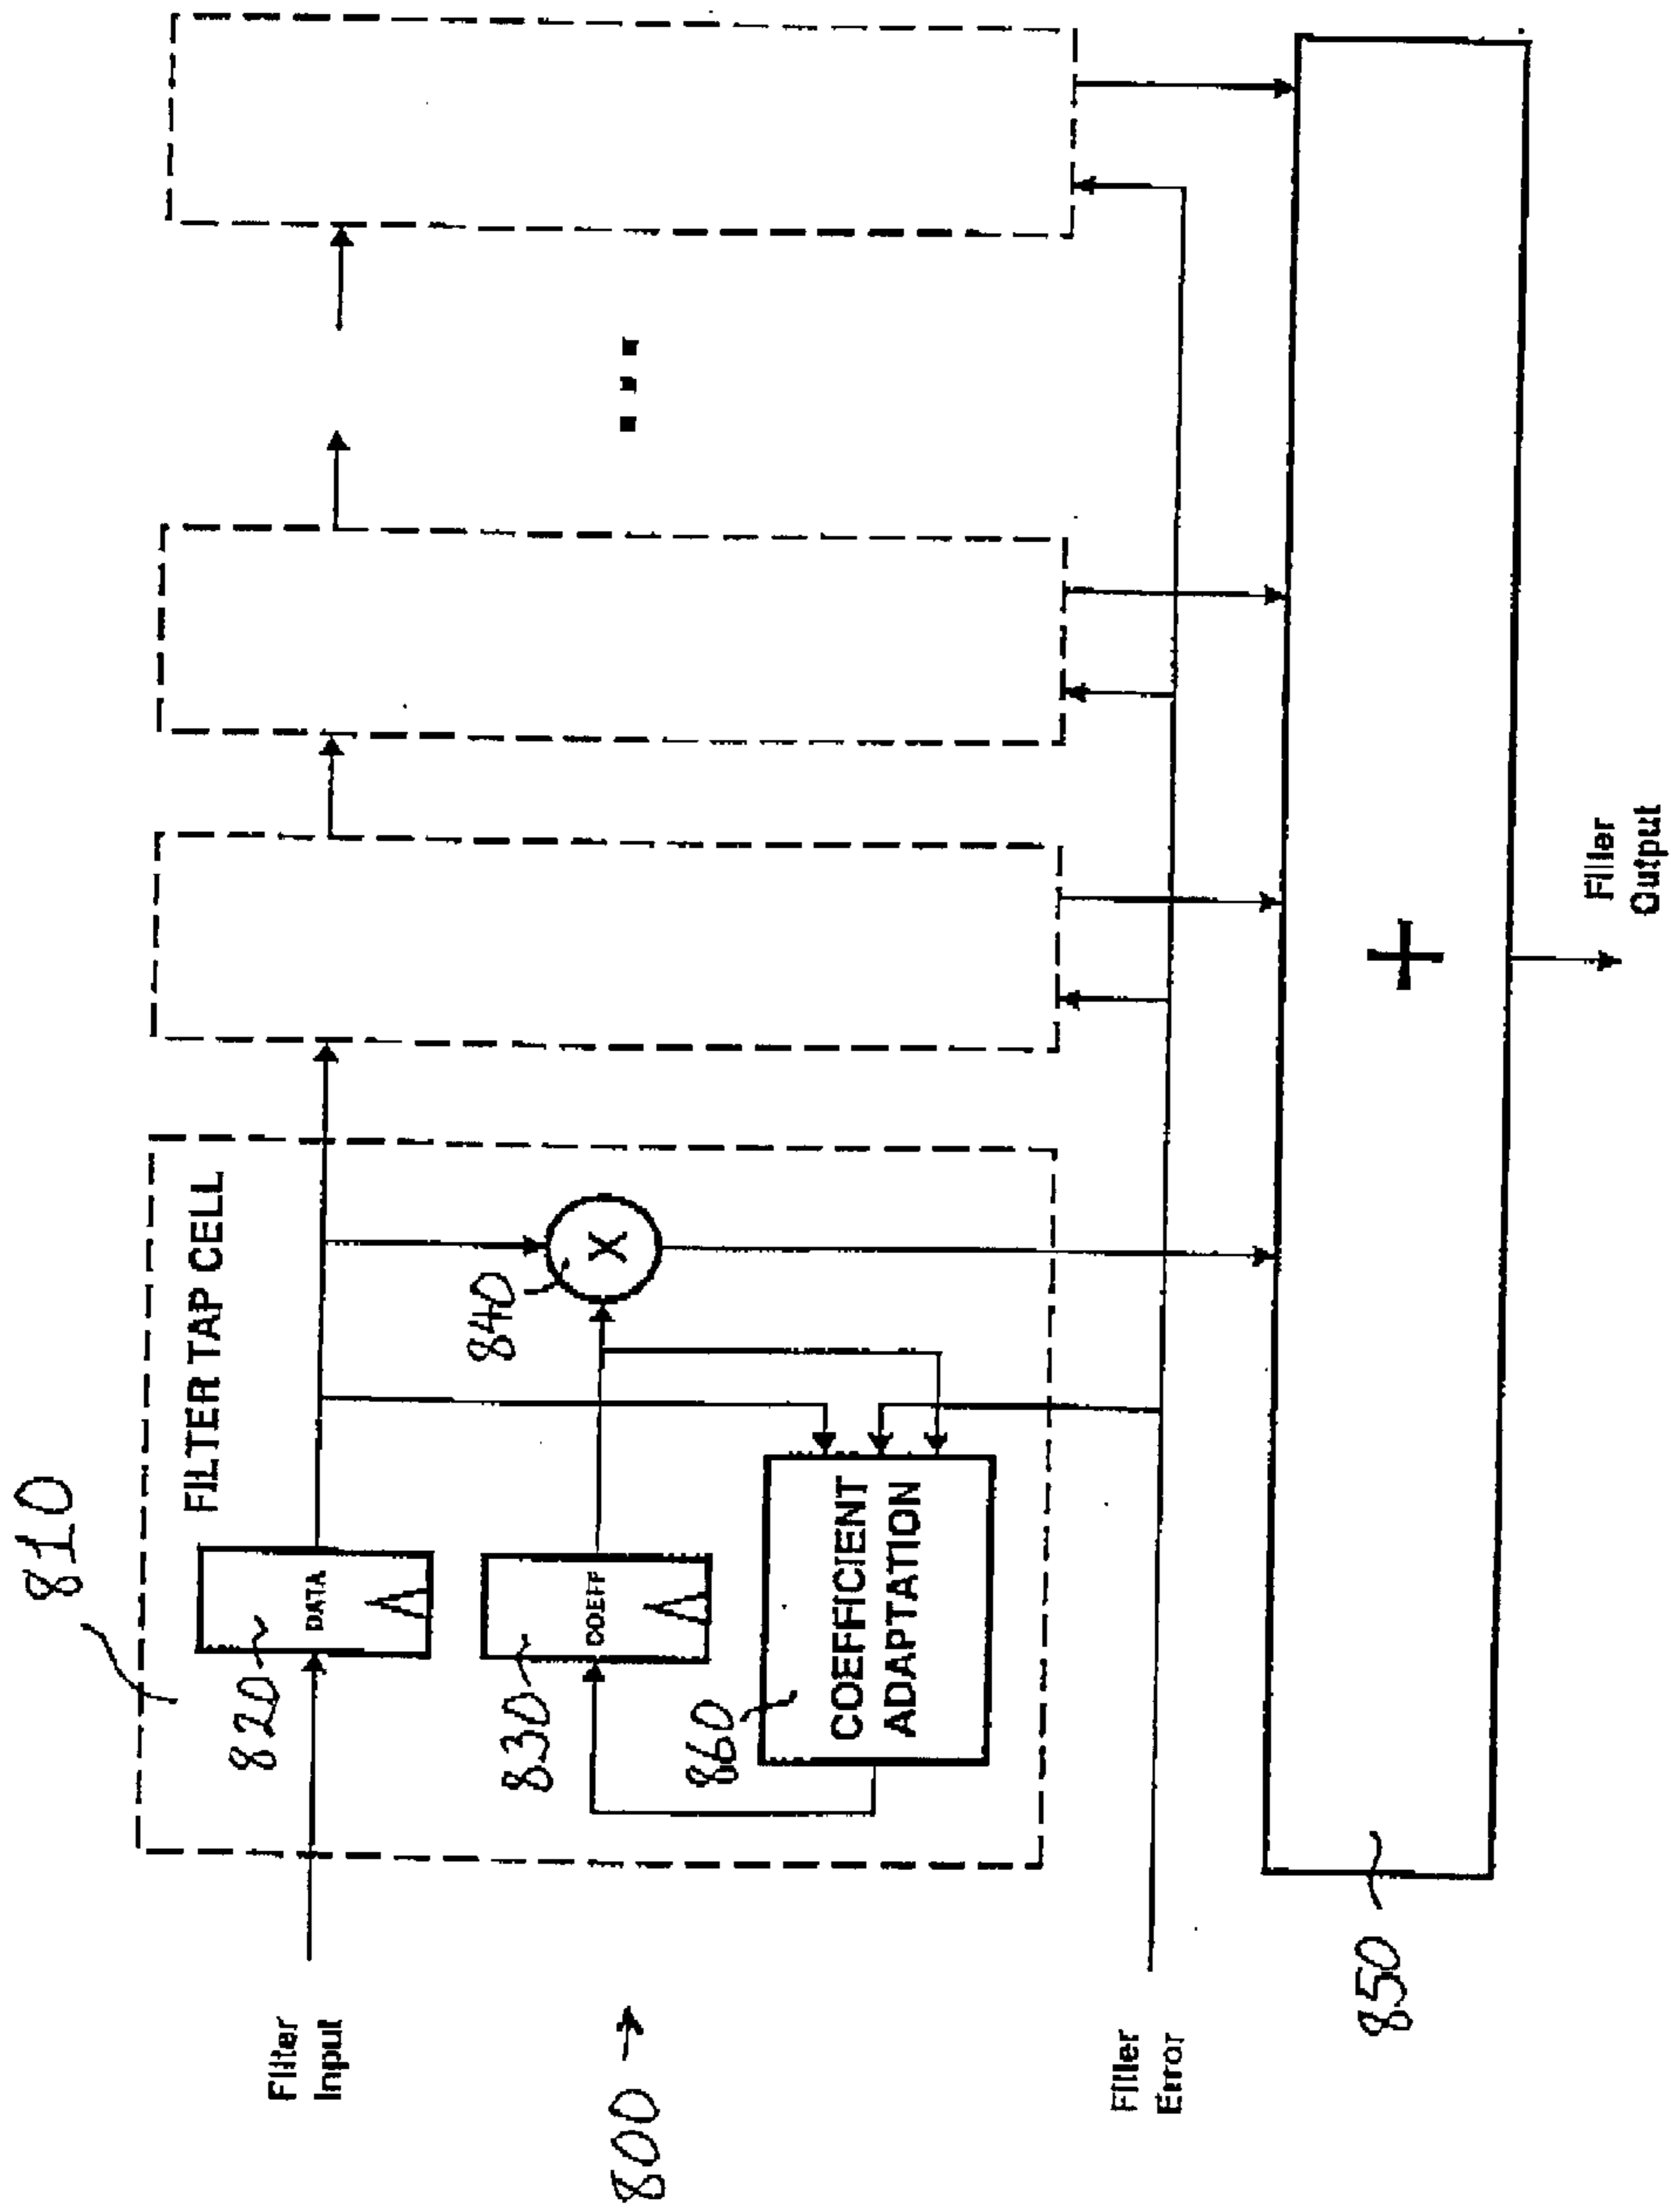 810
FILTER TAP CELL
Filter
Input
820
DATA
830
COEFF
840
X
860
COEFFICIENT
ADAPTATION
800
Filter
Error
850
+
Filter
Output